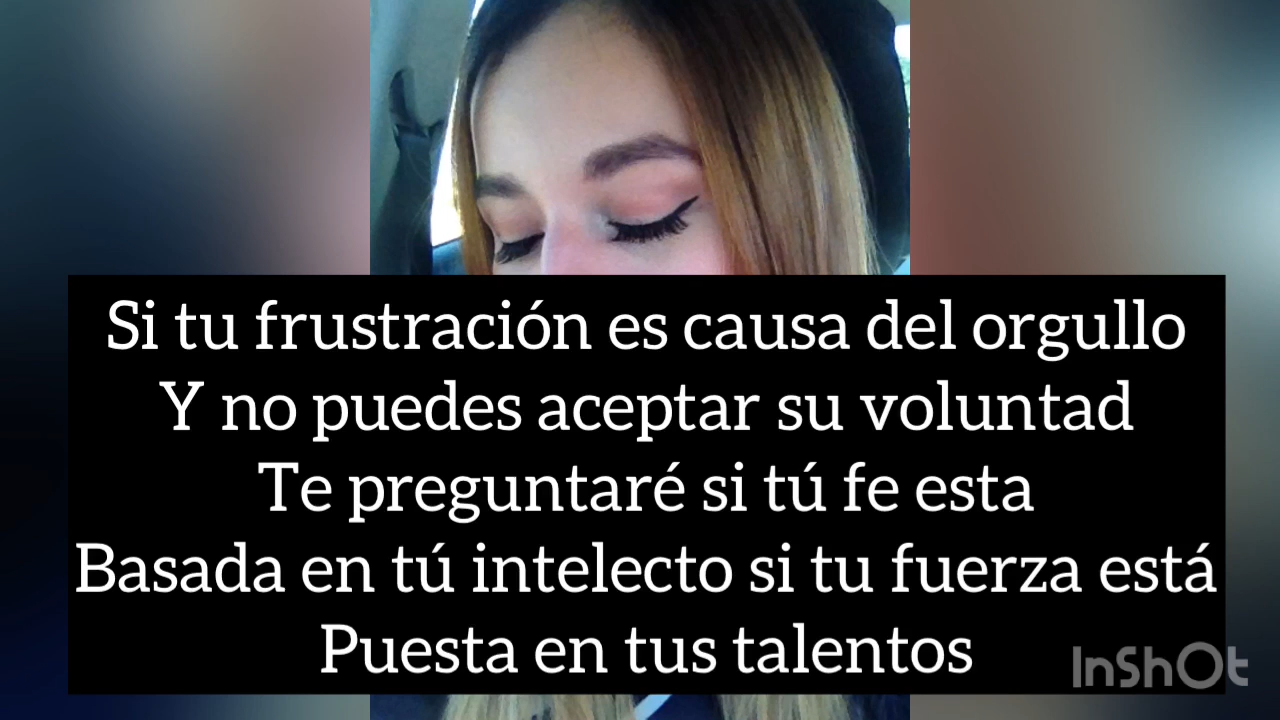 Si tu frustración es causa del orgullo
Y no puedes aceptar su voluntad
Te preguntaré si tú fe esta
Basada en tú intelecto si tu fuerza está
Puesta en tus talentos
InShOt